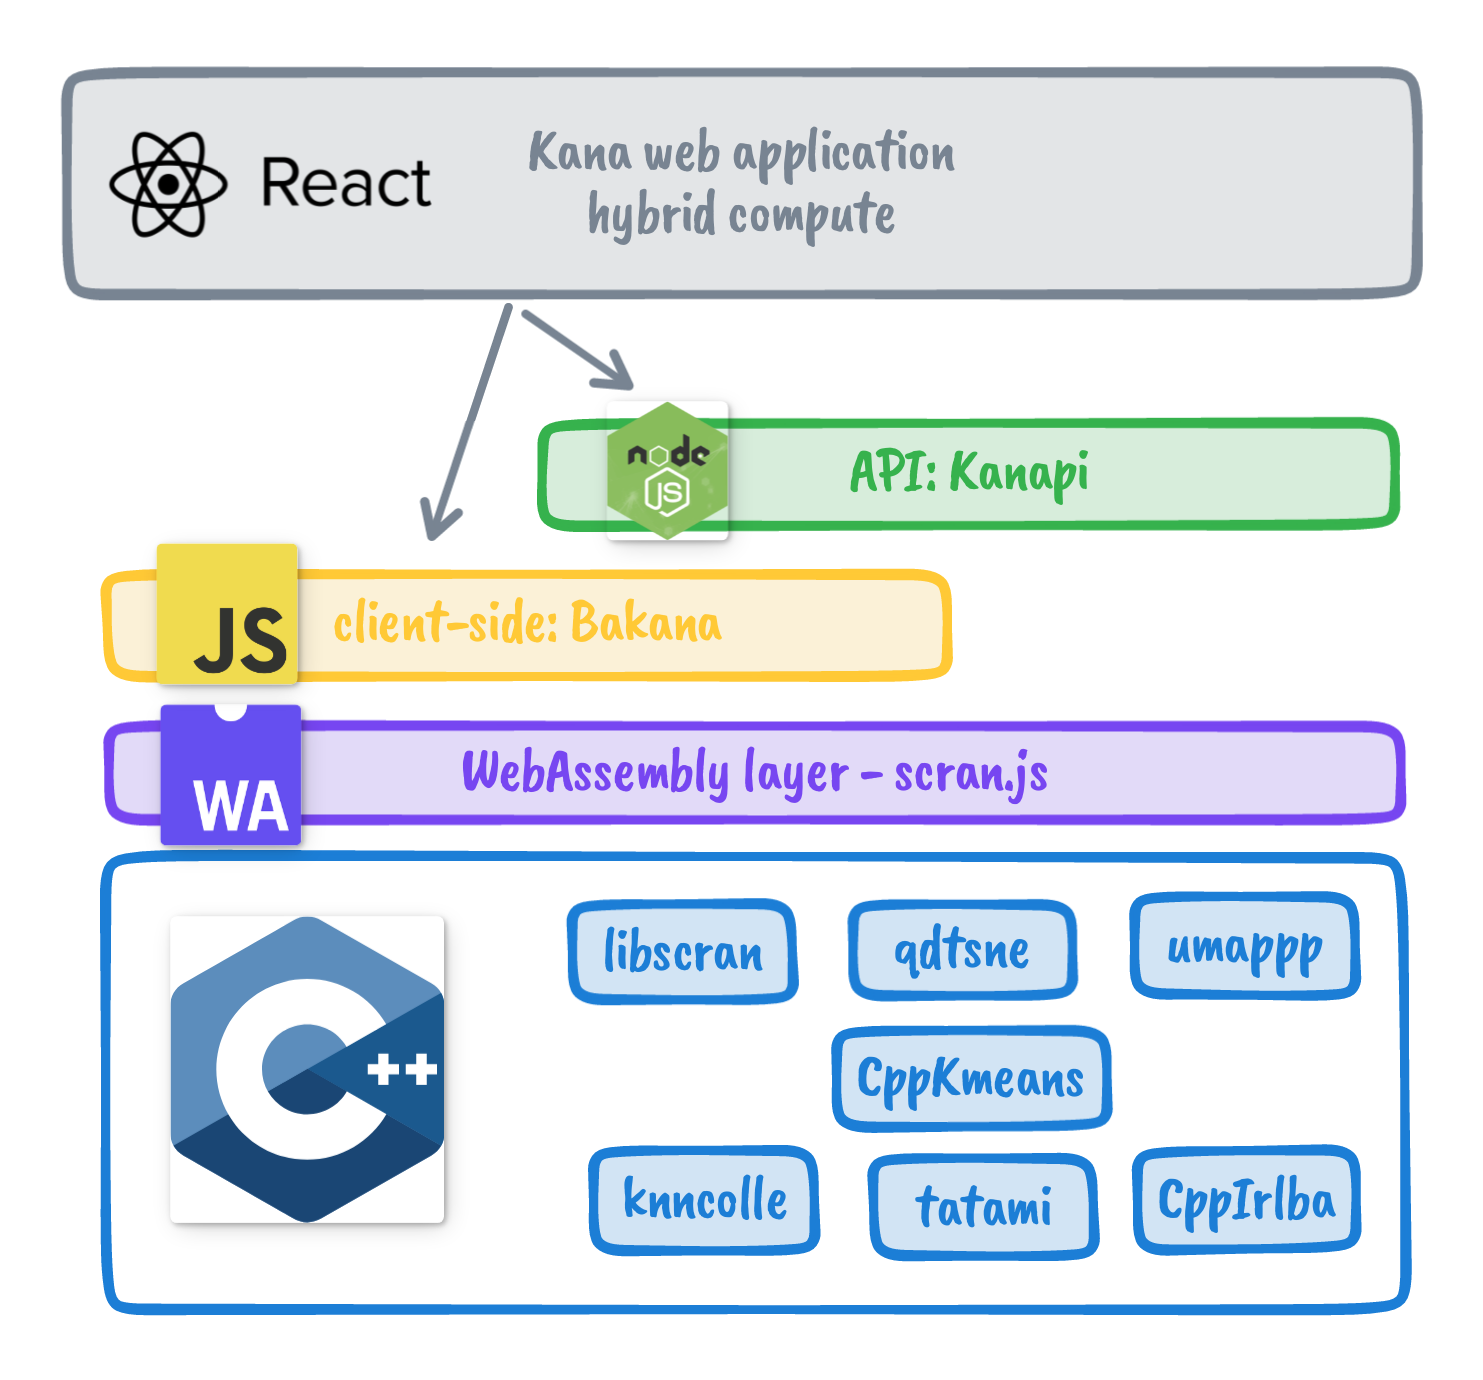 React
Kana web application
hybrid compute
node
JS
API: Kanapi
JS
client-side: Bakana
WA
WebAssembly layer - scran.js
C++
libscran
qdtsne
umappp
CppKmeans
knncolle
tatami
CppIrlba